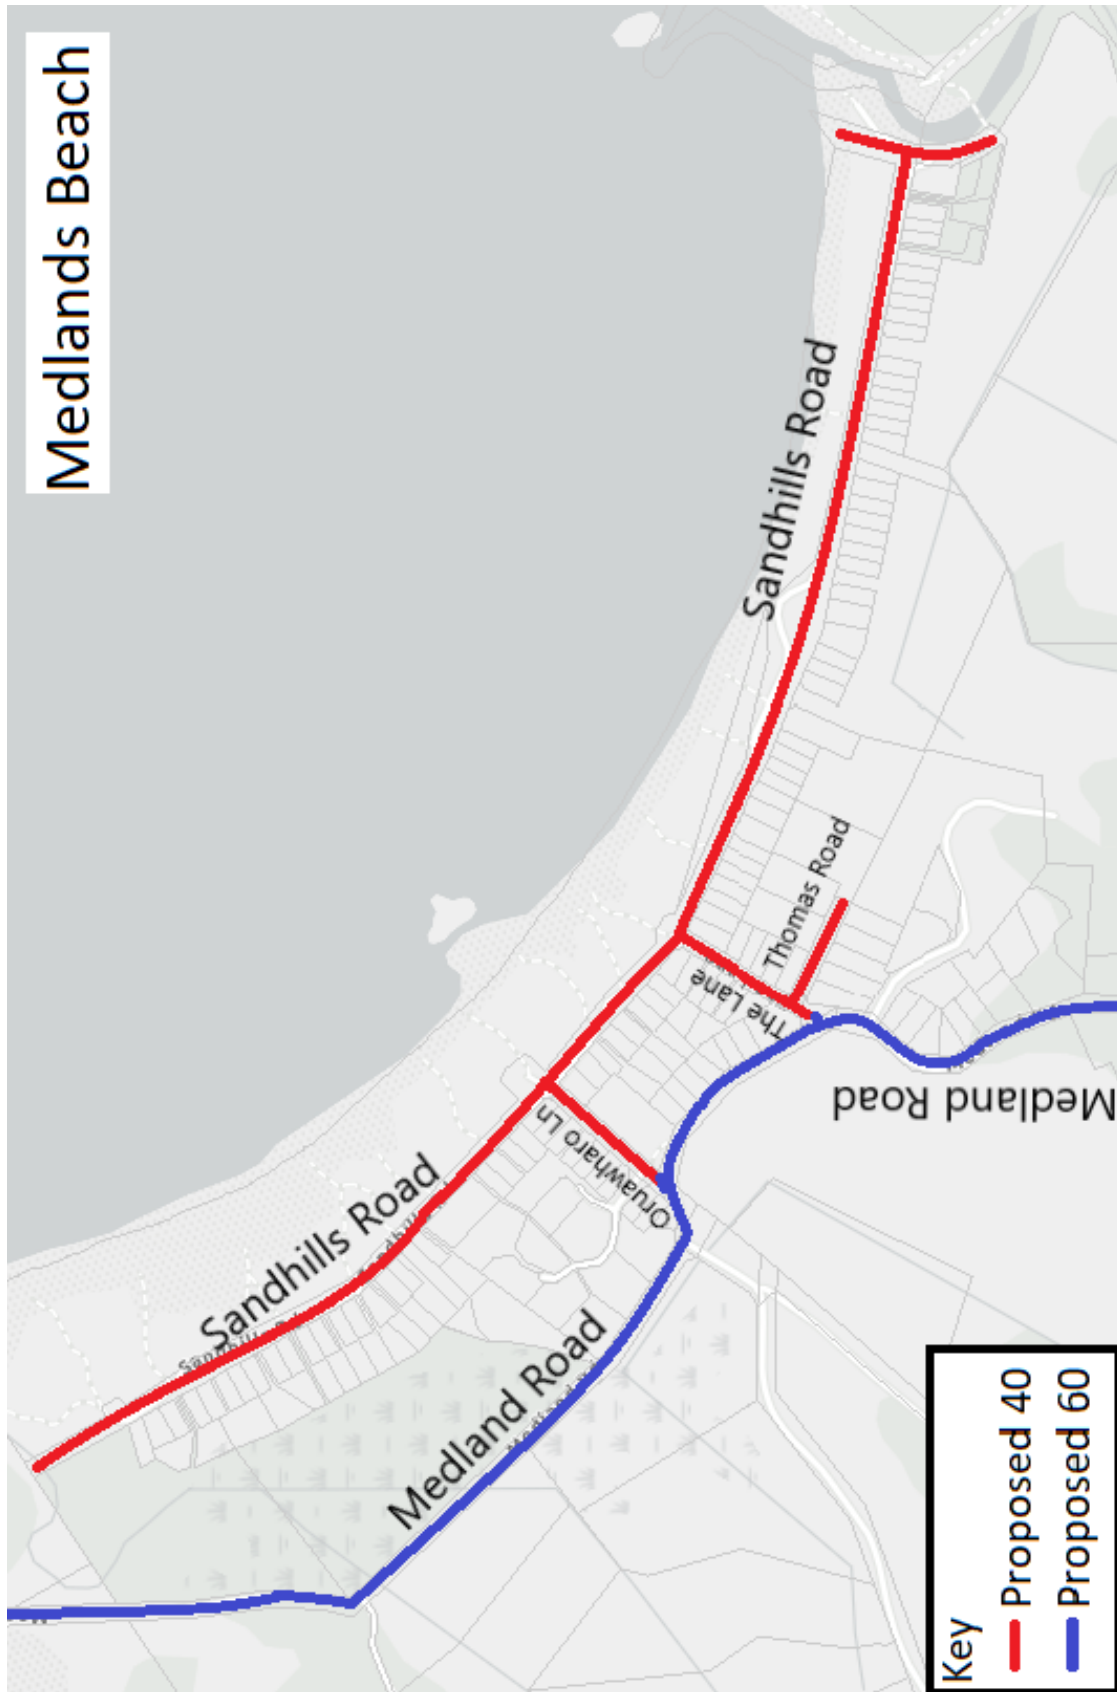 Medlands Beach
Sandhills Road
Thomas Road
The Lane
Medland Road
Oruawharo Ln
Sandhills Road
Medland Road
Key
Proposed 40
Proposed 60